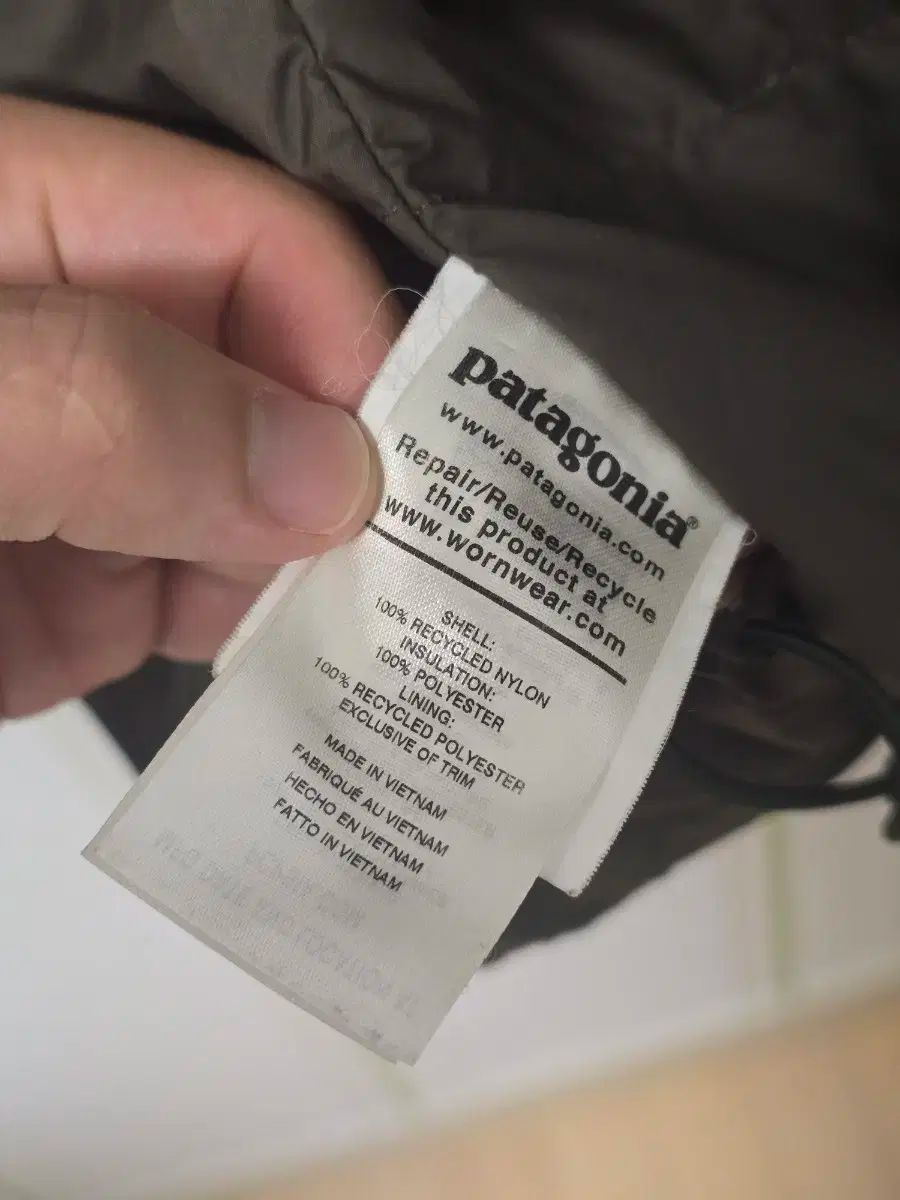 patagonia®
www.patagonia.com
Repair/Reuse/Recycle
this product at
www.wornwear.com
SHELL:
100% RECYCLED NYLON
INSULATION:
100% POLYESTER
LINING:
100% RECYCLED POLYESTER
EXCLUSIVE OF TRIM
MADE IN VIETNAM
FABRIQUÉ AU VIETNAM
HECHO EN VIETNAM
FATTO IN VIETNAM